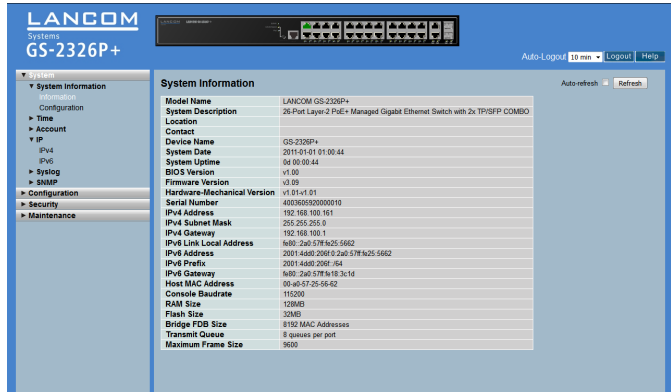 LANCOM
Systems
GS-2326P+
Auto-Logout 10 min Logout Help
▼ System
▼ System Information
Information
Configuration
► Time
► Account
▼ IP
IPv4
IPv6
► Syslog
► SNMP
► Configuration
► Security
► Maintenance
System Information
Auto-refresh Refresh
Model Name LANCOM GS-2326P+
System Description 26-Port Layer-2 PoE+ Managed Gigabit Ethernet Switch with 2x TP/SFP COMBO
Location
Contact
Device Name GS-2326P+
System Date 2011-01-01 01:00:44
System Uptime 0d 00:00:44
BIOS Version v1.00
Firmware Version v3.09
Hardware-Mechanical Version v1.01-v1.01
Serial Number 4003605920000010
IPv4 Address 192.168.100.161
IPv4 Subnet Mask 255.255.255.0
IPv4 Gateway 192.168.100.1
IPv6 Link Local Address fe80::2a0:57ff:fe25:5662
IPv6 Address 2001:4dd0:206f:0:2a0:57ff:fe25:5662
IPv6 Prefix 2001:4dd0:206f::/64
IPv6 Gateway fe80::2a0:57ff:fe18:3c1d
Host MAC Address 00-a0-57-25-56-62
Console Baudrate 115200
RAM Size 128MB
Flash Size 32MB
Bridge FDB Size 8192 MAC Addresses
Transmit Queue 8 queues per port
Maximum Frame Size 9600